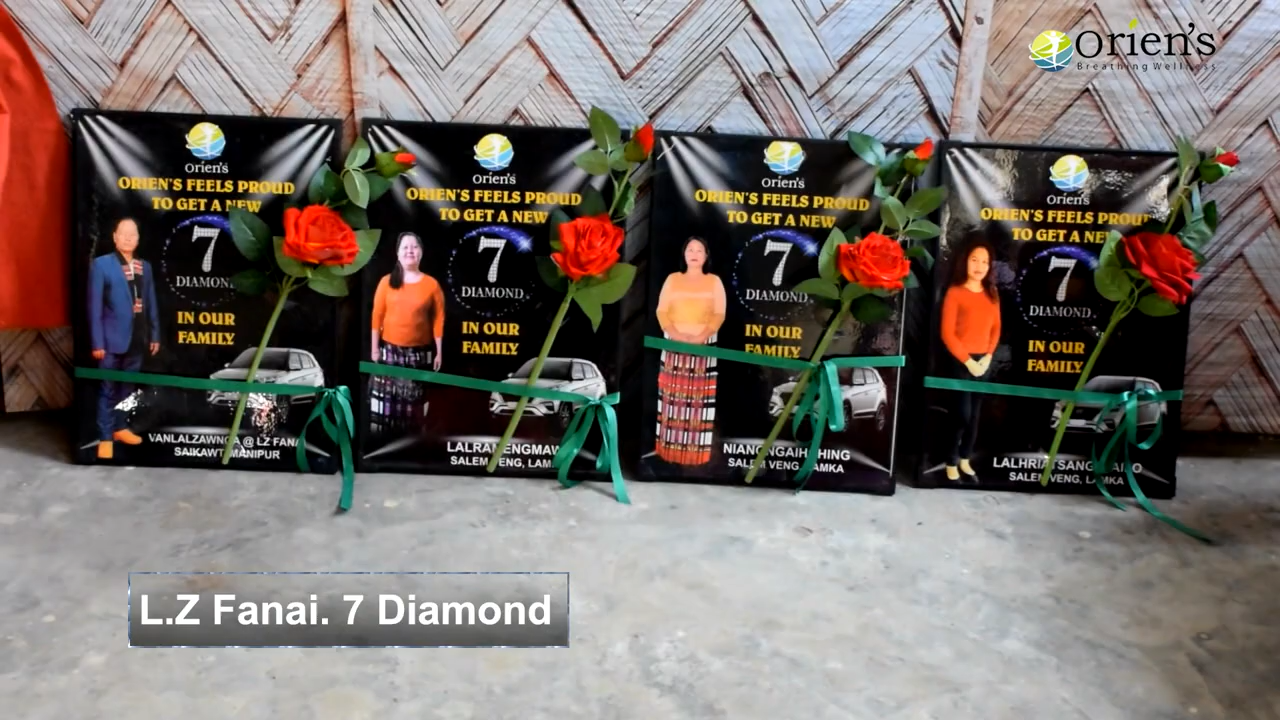 Orien's
Breathing Wellness
Orien's
ORIEN'S FEELS PROUD
TO GET A NEW
7
DIAMOND
IN OUR
FAMILY
VANLALZAWNGA @ LZ FANAI
SAIKAWT MANIPUR
Orien's
ORIEN'S FEELS PROUD
TO GET A NEW
7
DIAMOND
IN OUR
FAMILY
SALEM VENG, LAMKA
Orien's
ORIEN'S FEELS PROUD
TO GET A NEW
7
DIAMOND
IN OUR
FAMILY
SALEM VENG, LAMKA
Orien's
ORIEN'S FEELS PROUD
TO GET A NEW
7
DIAMOND
IN OUR
FAMILY
SALEM VENG, LAMKA
L.Z Fanai. 7 Diamond